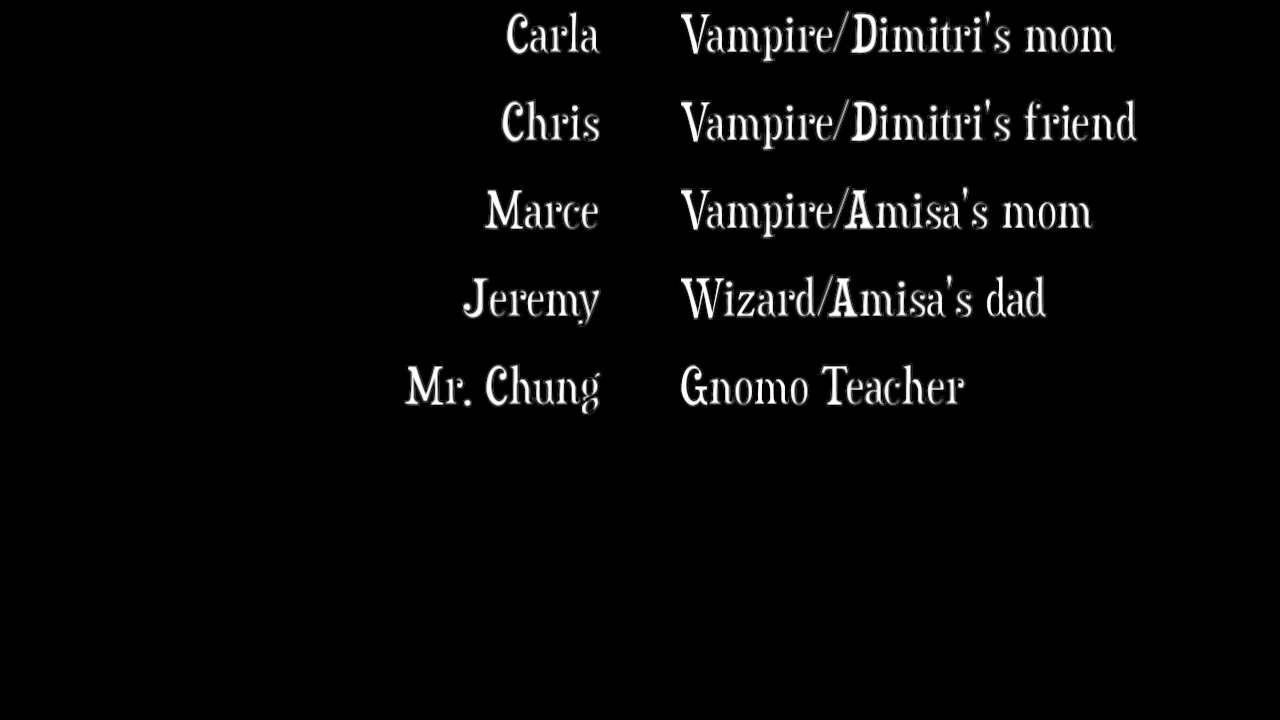 Carla Vampire/Dimitri's mom
Chris Vampire/Dimitri's friend
Marce Vampire/Amisa's mom
Jeremy Wizard/Amisa's dad
Mr. Chung Gnomo Teacher